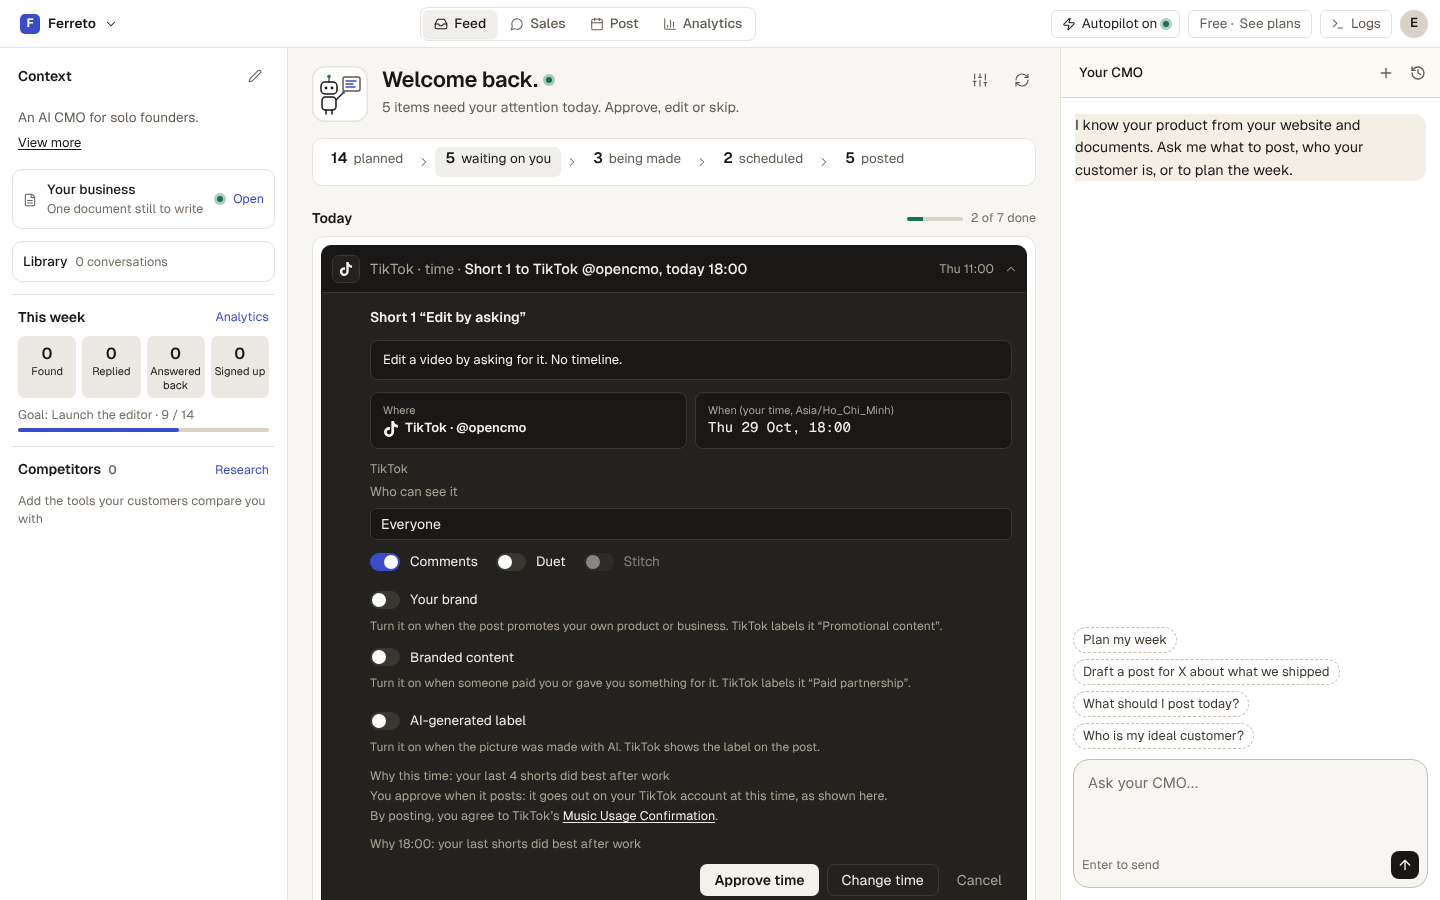 F Ferreto
Feed
Sales
Post
Analytics
Autopilot on
Free · See plans
Logs
E
Context
An AI CMO for solo founders.
View more
Your business
One document still to write
Open
Library 0 conversations
This week
Analytics
0 Found
0 Replied
0 Answered back
0 Signed up
Goal: Launch the editor · 9 / 14
Competitors 0
Research
Add the tools your customers compare you
with
Welcome back.
5 items need your attention today. Approve, edit or skip.
14 planned
5 waiting on you
3 being made
2 scheduled
5 posted
Today
2 of 7 done
TikTok · time · Short 1 to TikTok @opencmo, today 18:00
Thu 11:00
Short 1 “Edit by asking”
Edit a video by asking for it. No timeline.
Where
TikTok · @opencmo
When (your time, Asia/Ho_Chi_Minh)
Thu 29 Oct, 18:00
TikTok
Who can see it
Everyone
Comments
Duet
Stitch
Your brand
Turn it on when the post promotes your own product or business. TikTok labels it “Promotional content”.
Branded content
Turn it on when someone paid you or gave you something for it. TikTok labels it “Paid partnership”.
AI-generated label
Turn it on when the picture was made with AI. TikTok shows the label on the post.
Why this time: your last 4 shorts did best after work
You approve when it posts: it goes out on your TikTok account at this time, as shown here.
By posting, you agree to TikTok’s Music Usage Confirmation.
Why 18:00: your last shorts did best after work
Approve time
Change time
Cancel
Your CMO
I know your product from your website and
documents. Ask me what to post, who your
customer is, or to plan the week.
Plan my week
Draft a post for X about what we shipped
What should I post today?
Who is my ideal customer?
Ask your CMO...
Enter to send